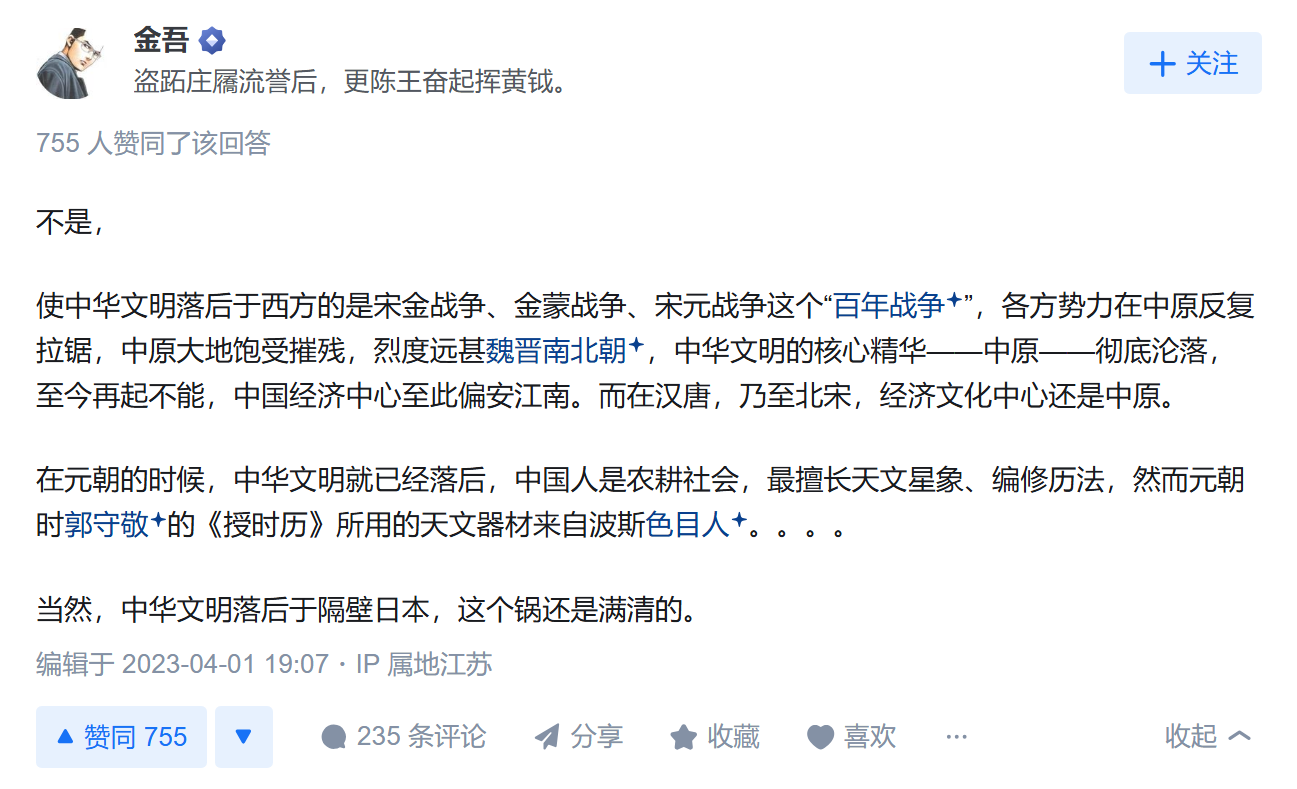 金吾
盗跖庄屩流誉后，更陈王奋起挥黄钺。
关注
755 人赞同了该回答
不是，
使中华文明落后于西方的是宋金战争、金蒙战争、宋元战争这个“百年战争”，各方势力在中原反复
拉锯，中原大地饱受摧残，烈度远甚魏晋南北朝，中华文明的核心精华——中原——彻底沦落，
至今再起不能，中国经济中心至此偏安江南。而在汉唐，乃至北宋，经济文化中心还是中原。
在元朝的时候，中华文明就已经落后，中国人是农耕社会，最擅长天文星象、编修历法，然而元朝
时郭守敬的《授时历》所用的天文器材来自波斯色目人。。。。
当然，中华文明落后于隔壁日本，这个锅还是满清的。
编辑于 2023-04-01 19:07 · IP 属地江苏
赞同 755 235 条评论 分享 收藏 喜欢 ··· 收起